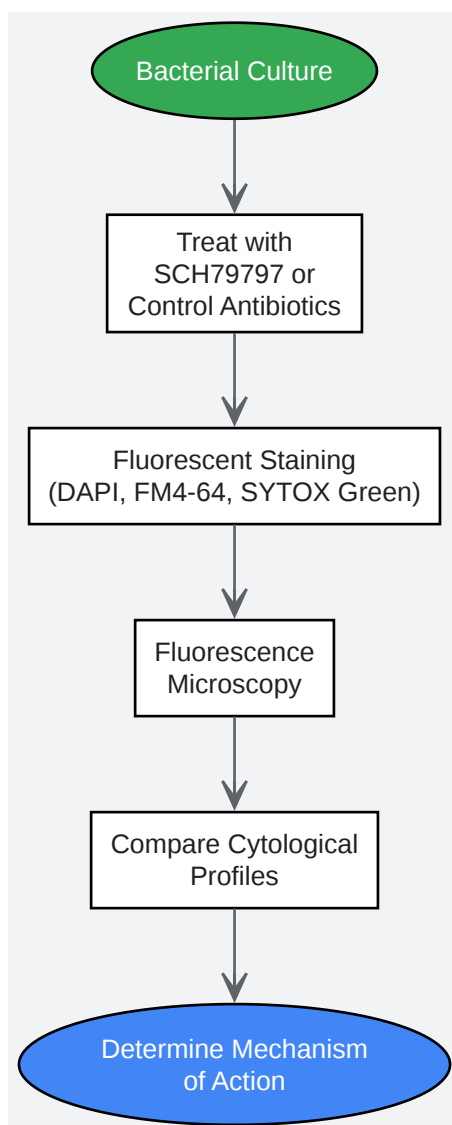 Bacterial Culture
Treat with
SCH79797 or
Control Antibiotics
Fluorescent Staining
(DAPI, FM4-64, SYTOX Green)
Fluorescence
Microscopy
Compare Cytological
Profiles
Determine Mechanism
of Action